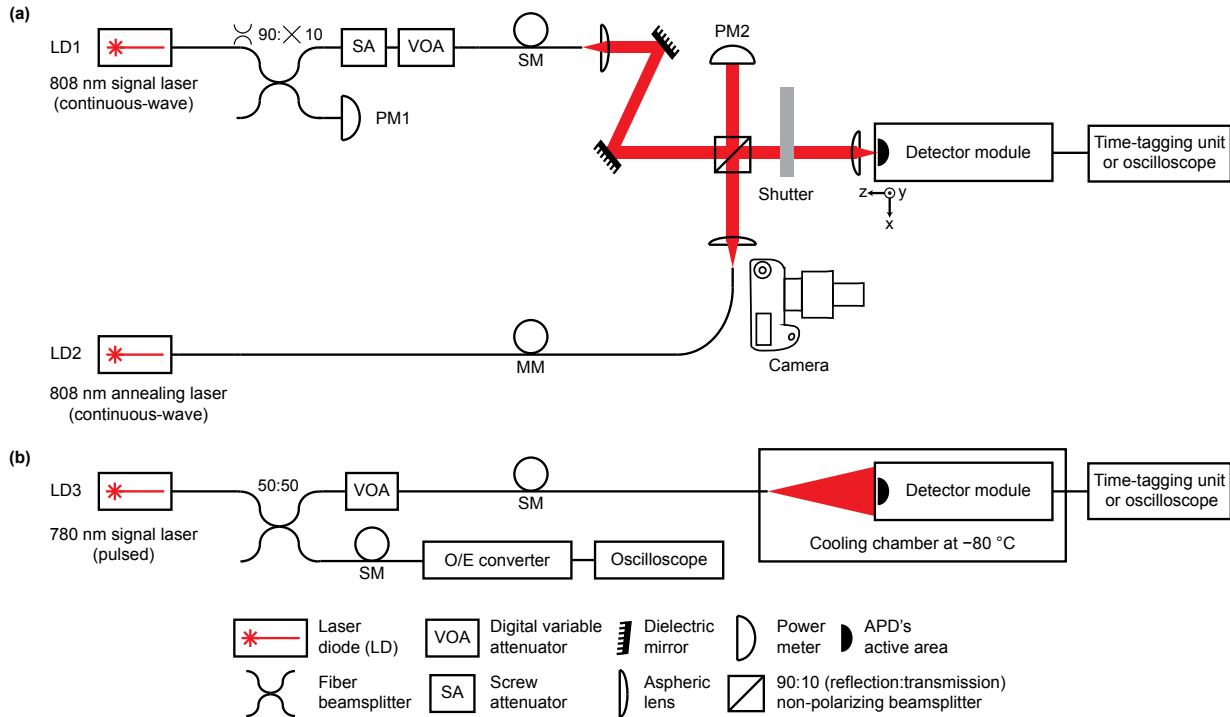 (a)
LD1
808 nm signal laser
(continuous-wave)
90: 10
PM1
SA
VOA
SM
PM2
Shutter
Detector module
Time-tagging unit
or oscilloscope
z
y
x
LD2
808 nm annealing laser
(continuous-wave)
MM
Camera
(b)
LD3
780 nm signal laser
(pulsed)
50:50
VOA
SM
SM
O/E converter
Oscilloscope
Detector module
Cooling chamber at −80 °C
Time-tagging unit
or oscilloscope
Laser
diode (LD)
VOA
Digital variable
attenuator
Dielectric
mirror
Power
meter
APD's
active area
Fiber
beamsplitter
SA
Screw
attenuator
Aspheric
lens
90:10 (reflection:transmission)
non-polarizing beamsplitter